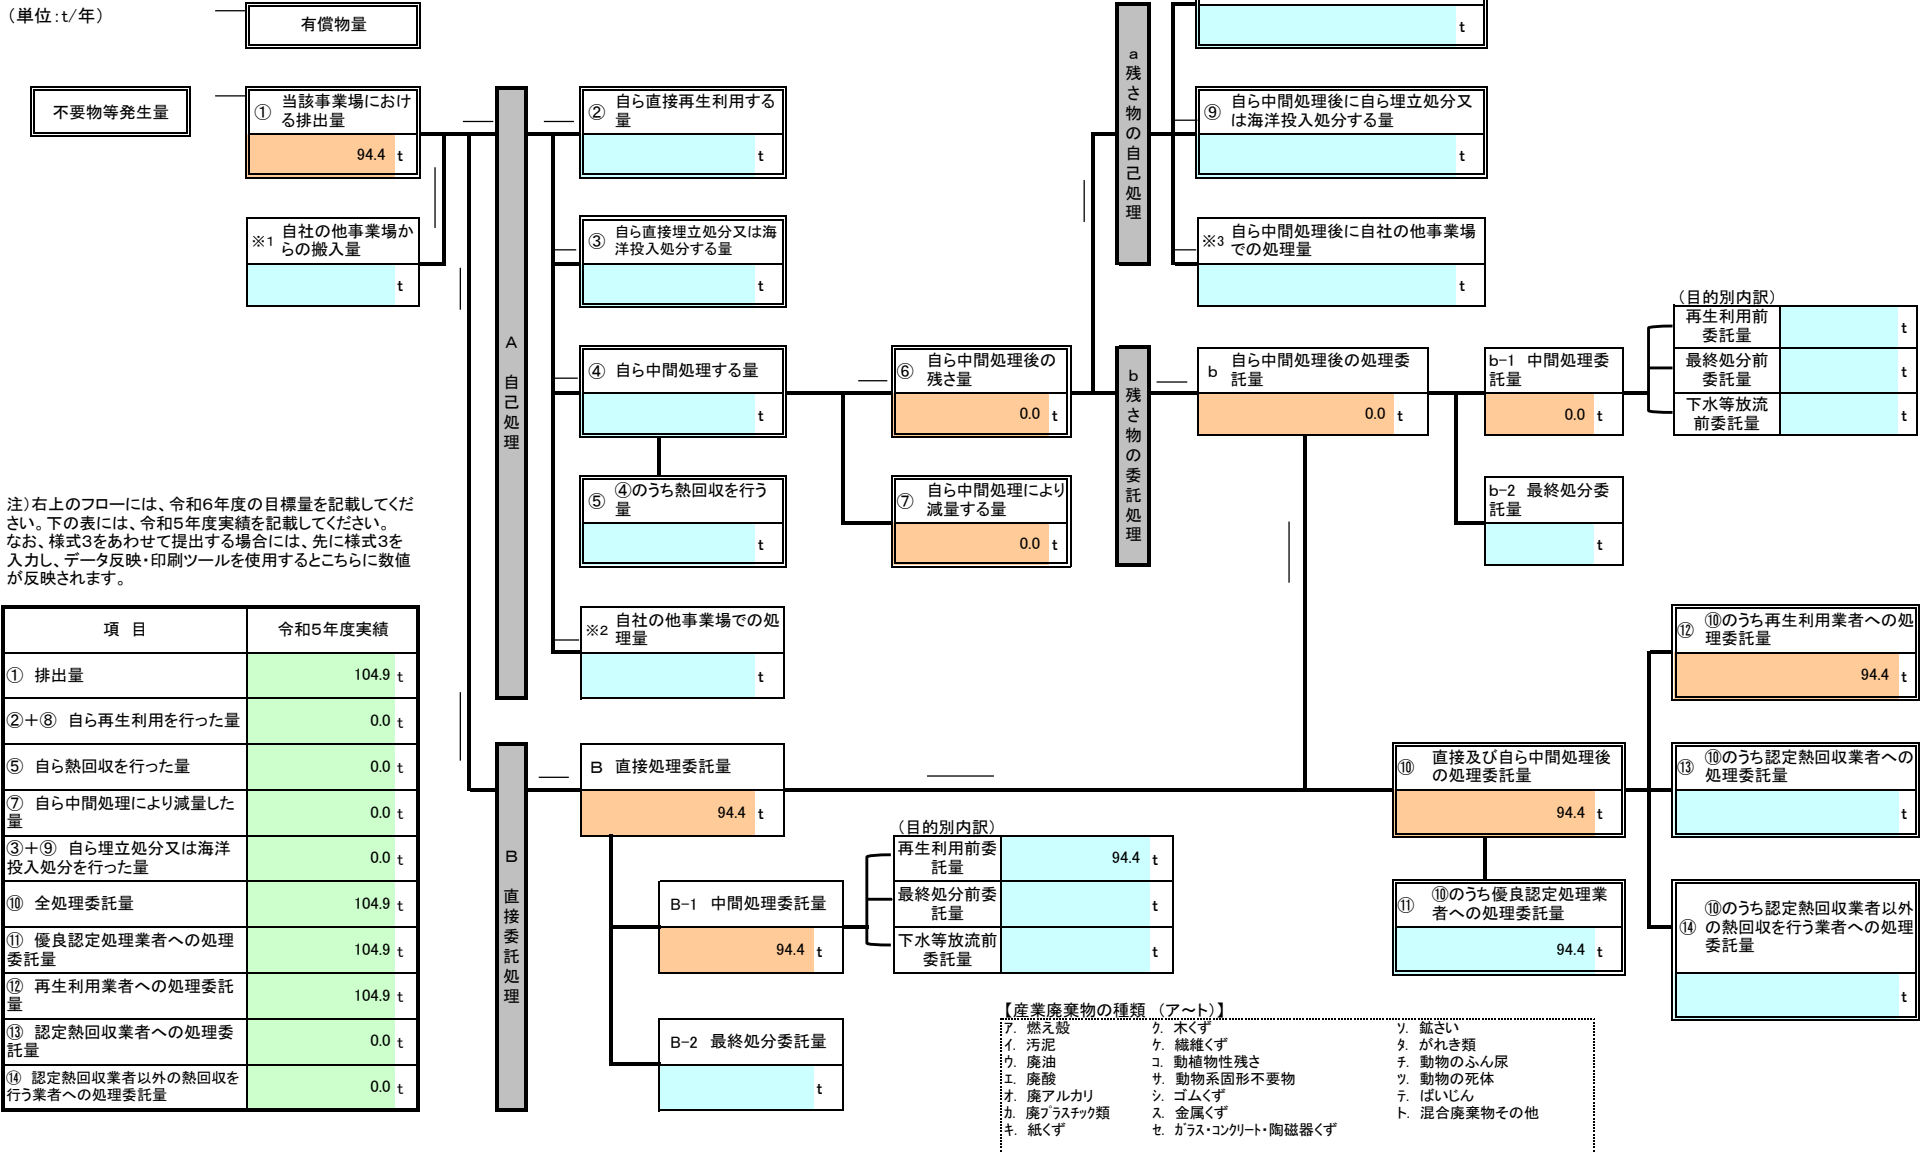 （単位:t/年）
有償物量
t
不要物等発生量
① 当該事業場におけ
る排出量
94.4 t
※1 自社の他事業場か
らの搬入量
t
A 自己処理
② 自ら直接再生利用する
量
t
③ 自ら直接埋立処分又は海
洋投入処分する量
t
④ 自ら中間処理する量
t
⑤ ④のうち熱回収を行う
量
t
※2 自社の他事業場での処
理量
t
⑥ 自ら中間処理後の
残さ量
0.0 t
⑦ 自ら中間処理により
減量する量
0.0 t
a 残さ物の自己処理
⑨ 自ら中間処理後に自ら埋立処分又
は海洋投入処分する量
t
※3 自ら中間処理後に自社の他事業場
での処理量
t
b 残さ物の委託処理
b 自ら中間処理後の処理委
託量
0.0 t
b-1 中間処理委
託量
0.0 t
（目的別内訳）
再生利用前
委託量
t
最終処分前
委託量
t
下水等放流
前委託量
t
b-2 最終処分委
託量
t
注）右上のフローには、令和6年度の目標量を記載してくだ
さい。下の表には、令和5年度実績を記載してください。
なお、様式3をあわせて提出する場合には、先に様式3を
入力し、データ反映・印刷ツールを使用するとこちらに数値
が反映されます。
項 目 令和5年度実績
① 排出量 104.9 t
②＋⑧ 自ら再生利用を行った量 0.0 t
⑤ 自ら熱回収を行った量 0.0 t
⑦ 自ら中間処理により減量した
量 0.0 t
③＋⑨ 自ら埋立処分又は海洋
投入処分を行った量 0.0 t
⑩ 全処理委託量 104.9 t
⑪ 優良認定処理業者への処理
委託量 104.9 t
⑫ 再生利用業者への処理委託
量 104.9 t
⑬ 認定熱回収業者への処理委
託量 0.0 t
⑭ 認定熱回収業者以外の熱回収を
行う業者への処理委託量 0.0 t
B 直接委託処理
B 直接処理委託量
94.4 t
B-1 中間処理委託量
94.4 t
B-2 最終処分委託量
t
（目的別内訳）
再生利用前委
託量
94.4 t
最終処分前委
託量
t
下水等放流前
委託量
t
⑩ 直接及び自ら中間処理後
の処理委託量
94.4 t
⑪ ⑩のうち優良認定処理業
者への処理委託量
94.4 t
⑫ ⑩のうち再生利用業者への処
理委託量
94.4 t
⑬ ⑩のうち認定熱回収業者への
処理委託量
t
⑭ ⑩のうち認定熱回収業者以外
の熱回収を行う業者への処理
委託量
t
【産業廃棄物の種類 （ア～ト）】
ア. 燃え殻 ク. 木くず ソ. 鉱さい
イ. 汚泥 ケ. 繊維くず タ. がれき類
ウ. 廃油 コ. 動植物性残さ チ. 動物のふん尿
エ. 廃酸 サ. 動物系固形不要物 ツ. 動物の死体
オ. 廃アルカリ シ. ゴムくず テ. ばいじん
カ. 廃プラスチック類 ス. 金属くず ト. 混合廃棄物その他
キ. 紙くず セ. ガラス・コンクリート・陶磁器くず